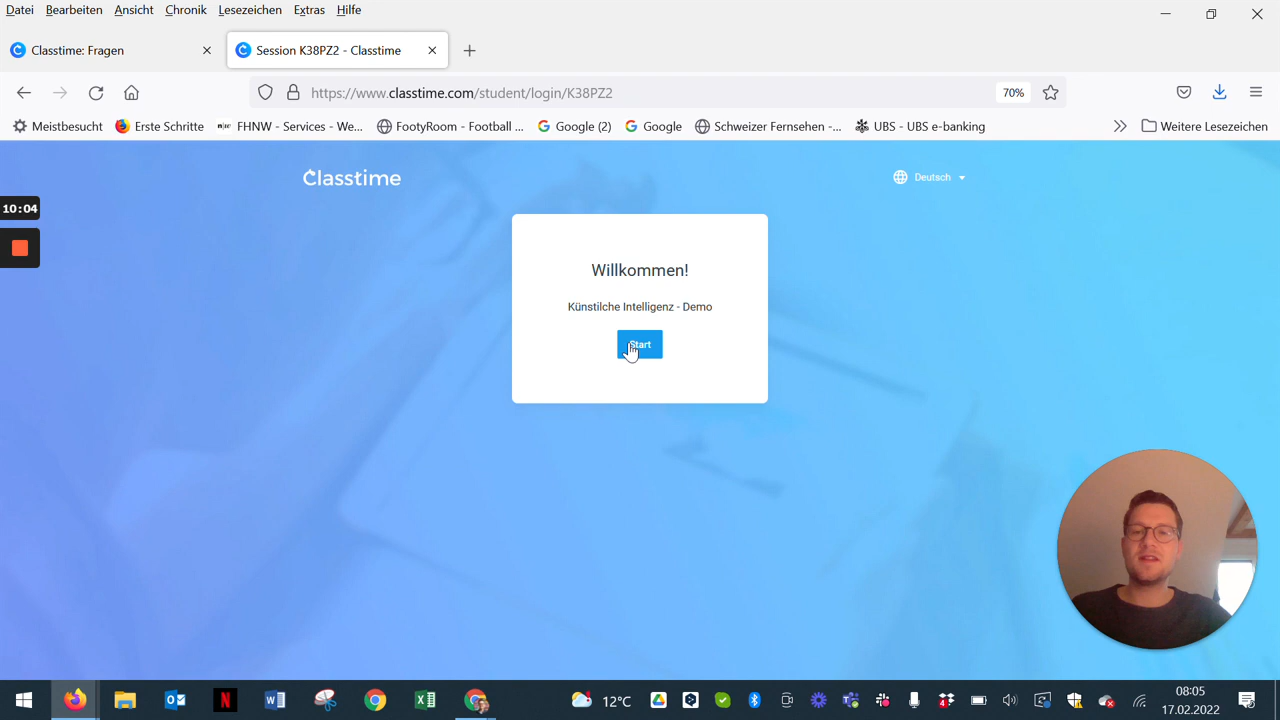 Datei Bearbeiten Ansicht Chronik Lesezeichen Extras Hilfe
Classtime: Fragen
Session K38PZ2 - Classtime
https://www.classtime.com/student/login/K38PZ2
70%
Meistbesucht Erste Schritte FHNW - Services - We... FootyRoom - Football ... Google (2) Google Schweizer Fernsehen -... UBS - UBS e-banking Weitere Lesezeichen
Classtime
Deutsch
10:04
Willkommen!
Künstilche Intelligenz - Demo
Start
12°C
08:05
17.02.2022